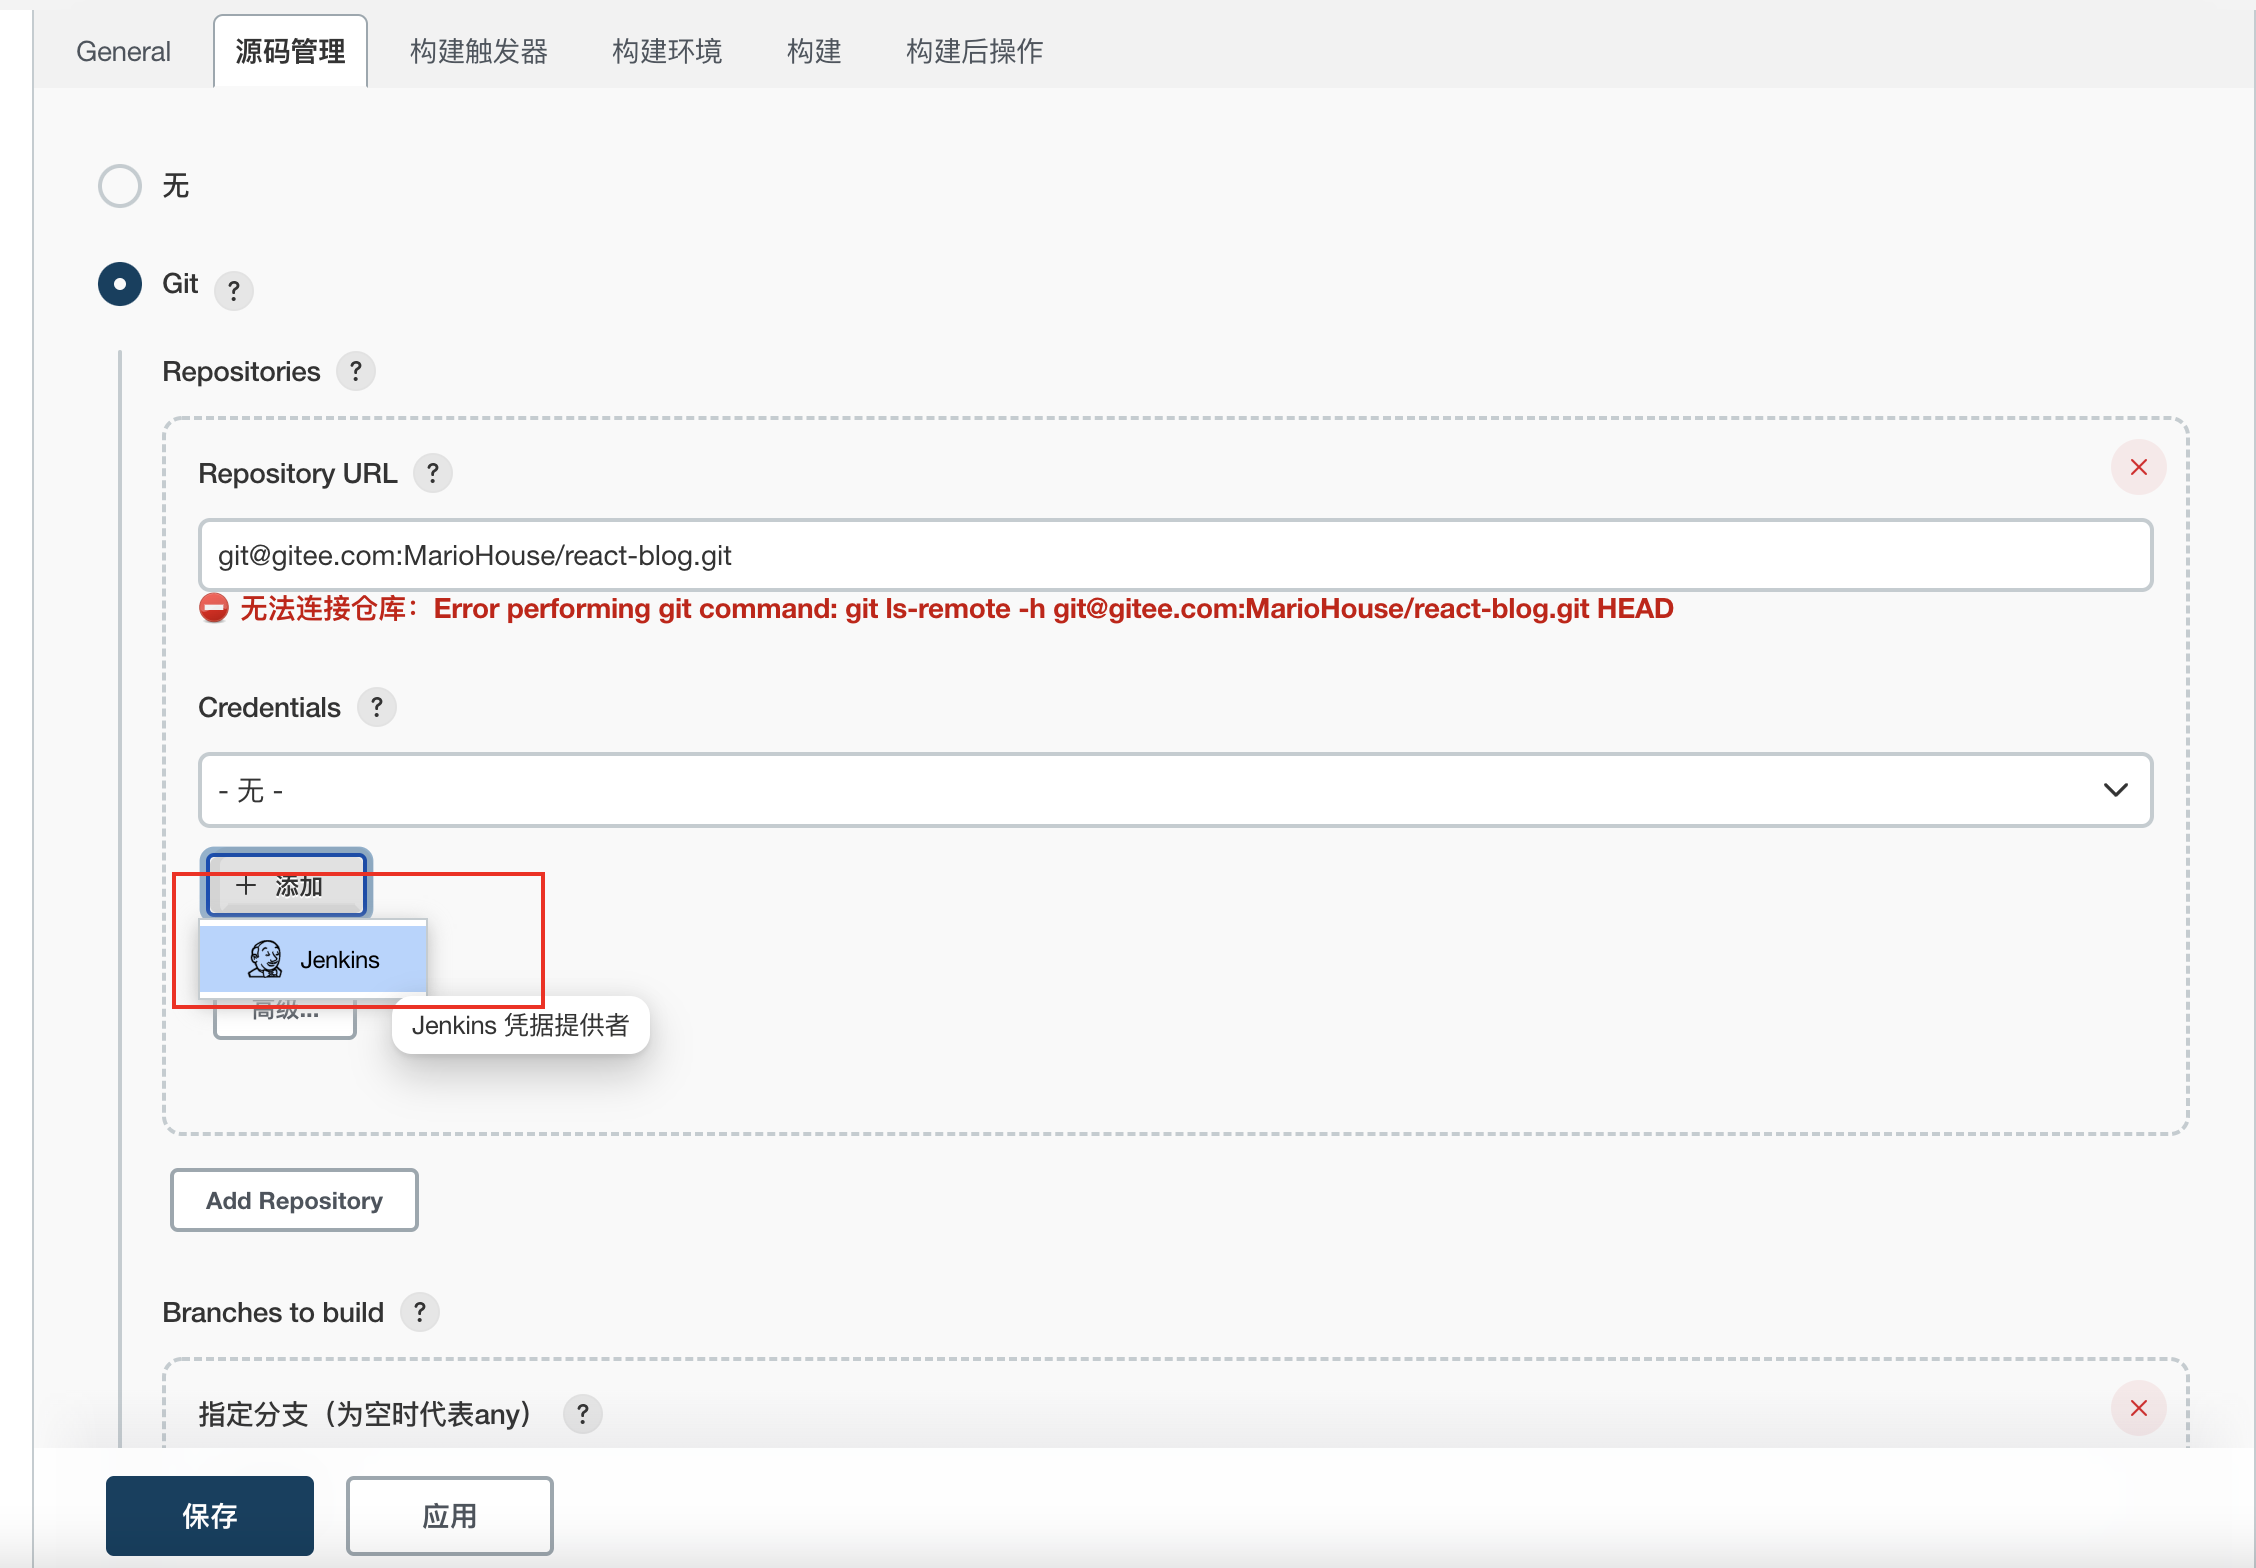 General 源码管理 构建触发器 构建环境 构建 构建后操作
无
Git ?
Repositories ?
Repository URL ?
git@gitee.com:MarioHouse/react-blog.git
无法连接仓库：Error performing git command: git ls-remote -h git@gitee.com:MarioHouse/react-blog.git HEAD
Credentials ?
- 无 -
添加
Jenkins
高级...
Jenkins 凭据提供者
Add Repository
Branches to build ?
指定分支（为空时代表any） ?
保存 应用